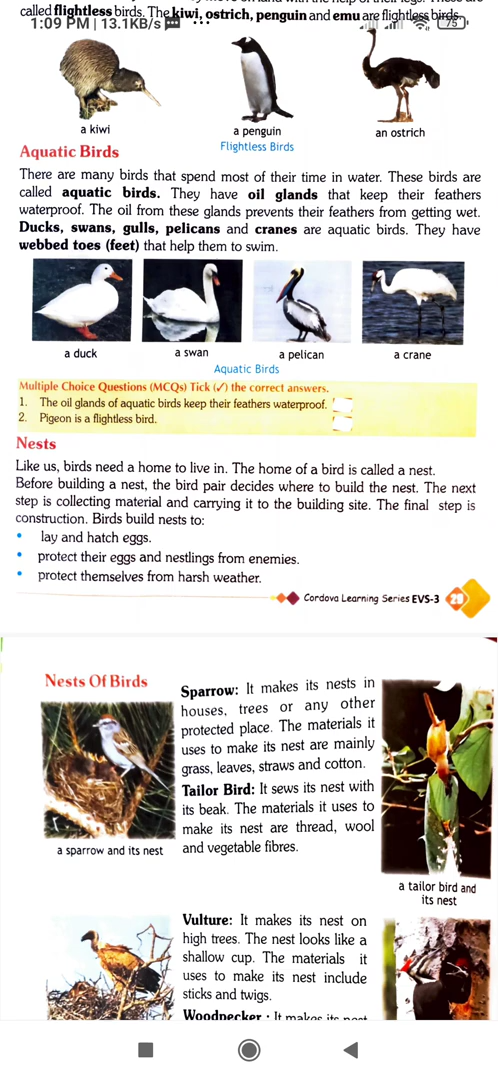 called flightless birds. The kiwi, ostrich, penguin and emu are flightless birds.
1:09 PM | 13.1KB/s
75
a kiwi
a penguin
an ostrich
Flightless Birds
Aquatic Birds
There are many birds that spend most of their time in water. These birds are
called aquatic birds. They have oil glands that keep their feathers
waterproof. The oil from these glands prevents their feathers from getting wet.
Ducks, swans, gulls, pelicans and cranes are aquatic birds. They have
webbed toes (feet) that help them to swim.
a duck
a swan
a pelican
a crane
Aquatic Birds
Multiple Choice Questions (MCQs) Tick (✓) the correct answers.
1. The oil glands of aquatic birds keep their feathers waterproof.
2. Pigeon is a flightless bird.
Nests
Like us, birds need a home to live in. The home of a bird is called a nest.
Before building a nest, the bird pair decides where to build the nest. The next
step is collecting material and carrying it to the building site. The final step is
construction. Birds build nests to:
• lay and hatch eggs.
• protect their eggs and nestlings from enemies.
• protect themselves from harsh weather.
Cordova Learning Series EVS-3 29
Nests Of Birds
Sparrow: It makes its nests in
houses, trees or any other
protected place. The materials it
uses to make its nest are mainly
grass, leaves, straws and cotton.
Tailor Bird: It sews its nest with
its beak. The materials it uses to
make its nest are thread, wool
and vegetable fibres.
a sparrow and its nest
a tailor bird and
its nest
Vulture: It makes its nest on
high trees. The nest looks like a
shallow cup. The materials it
uses to make its nest include
sticks and twigs.
Woodpecker : It makes its nest